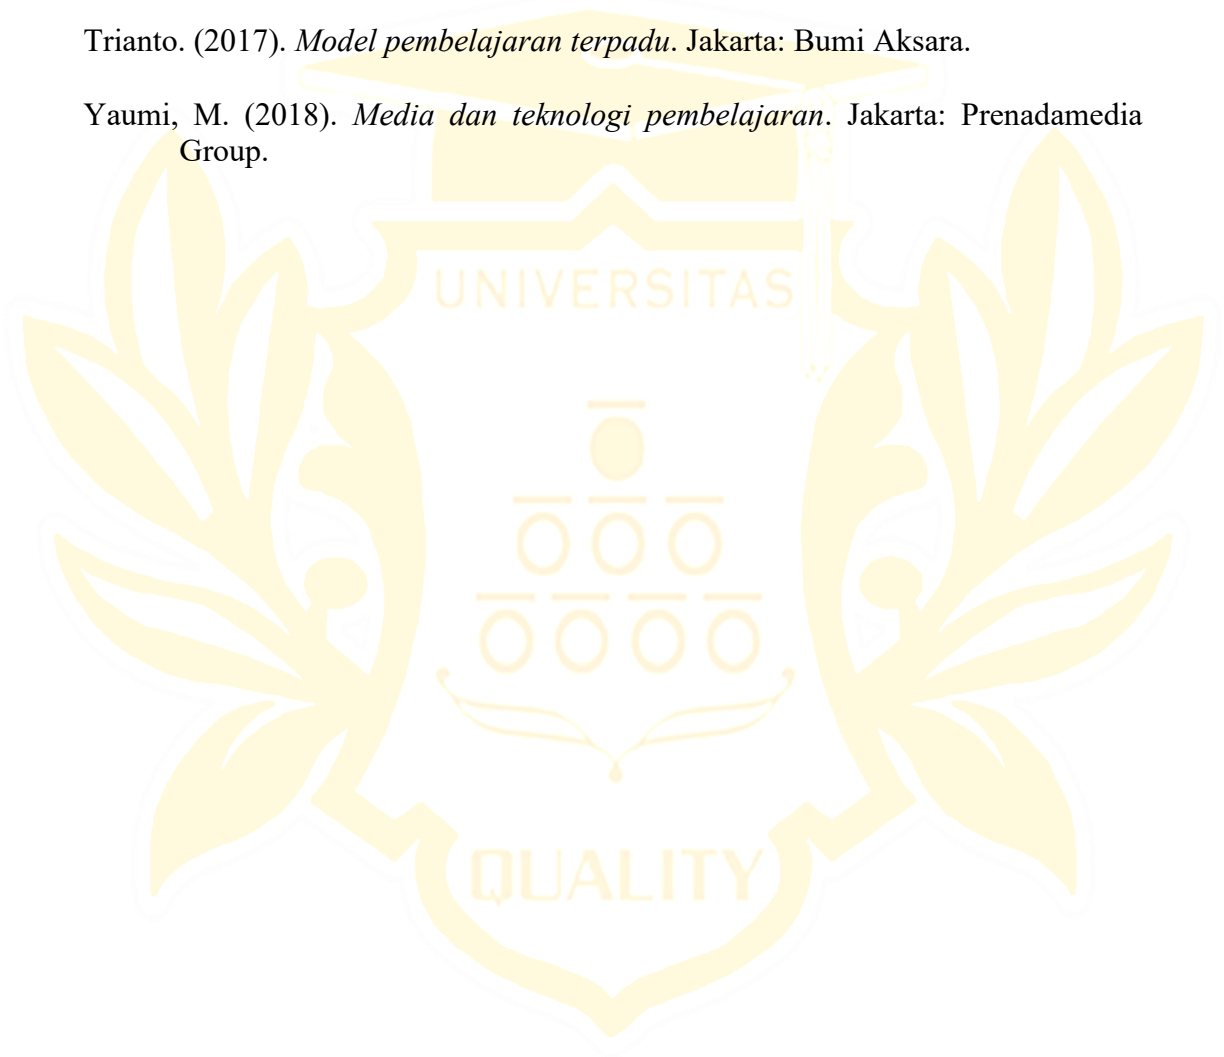 Trianto. (2017). Model pembelajaran terpadu. Jakarta: Bumi Aksara.
Yaumi, M. (2018). Media dan teknologi pembelajaran. Jakarta: Prenadamedia
Group.
UNIVERSITAS
QUALITY